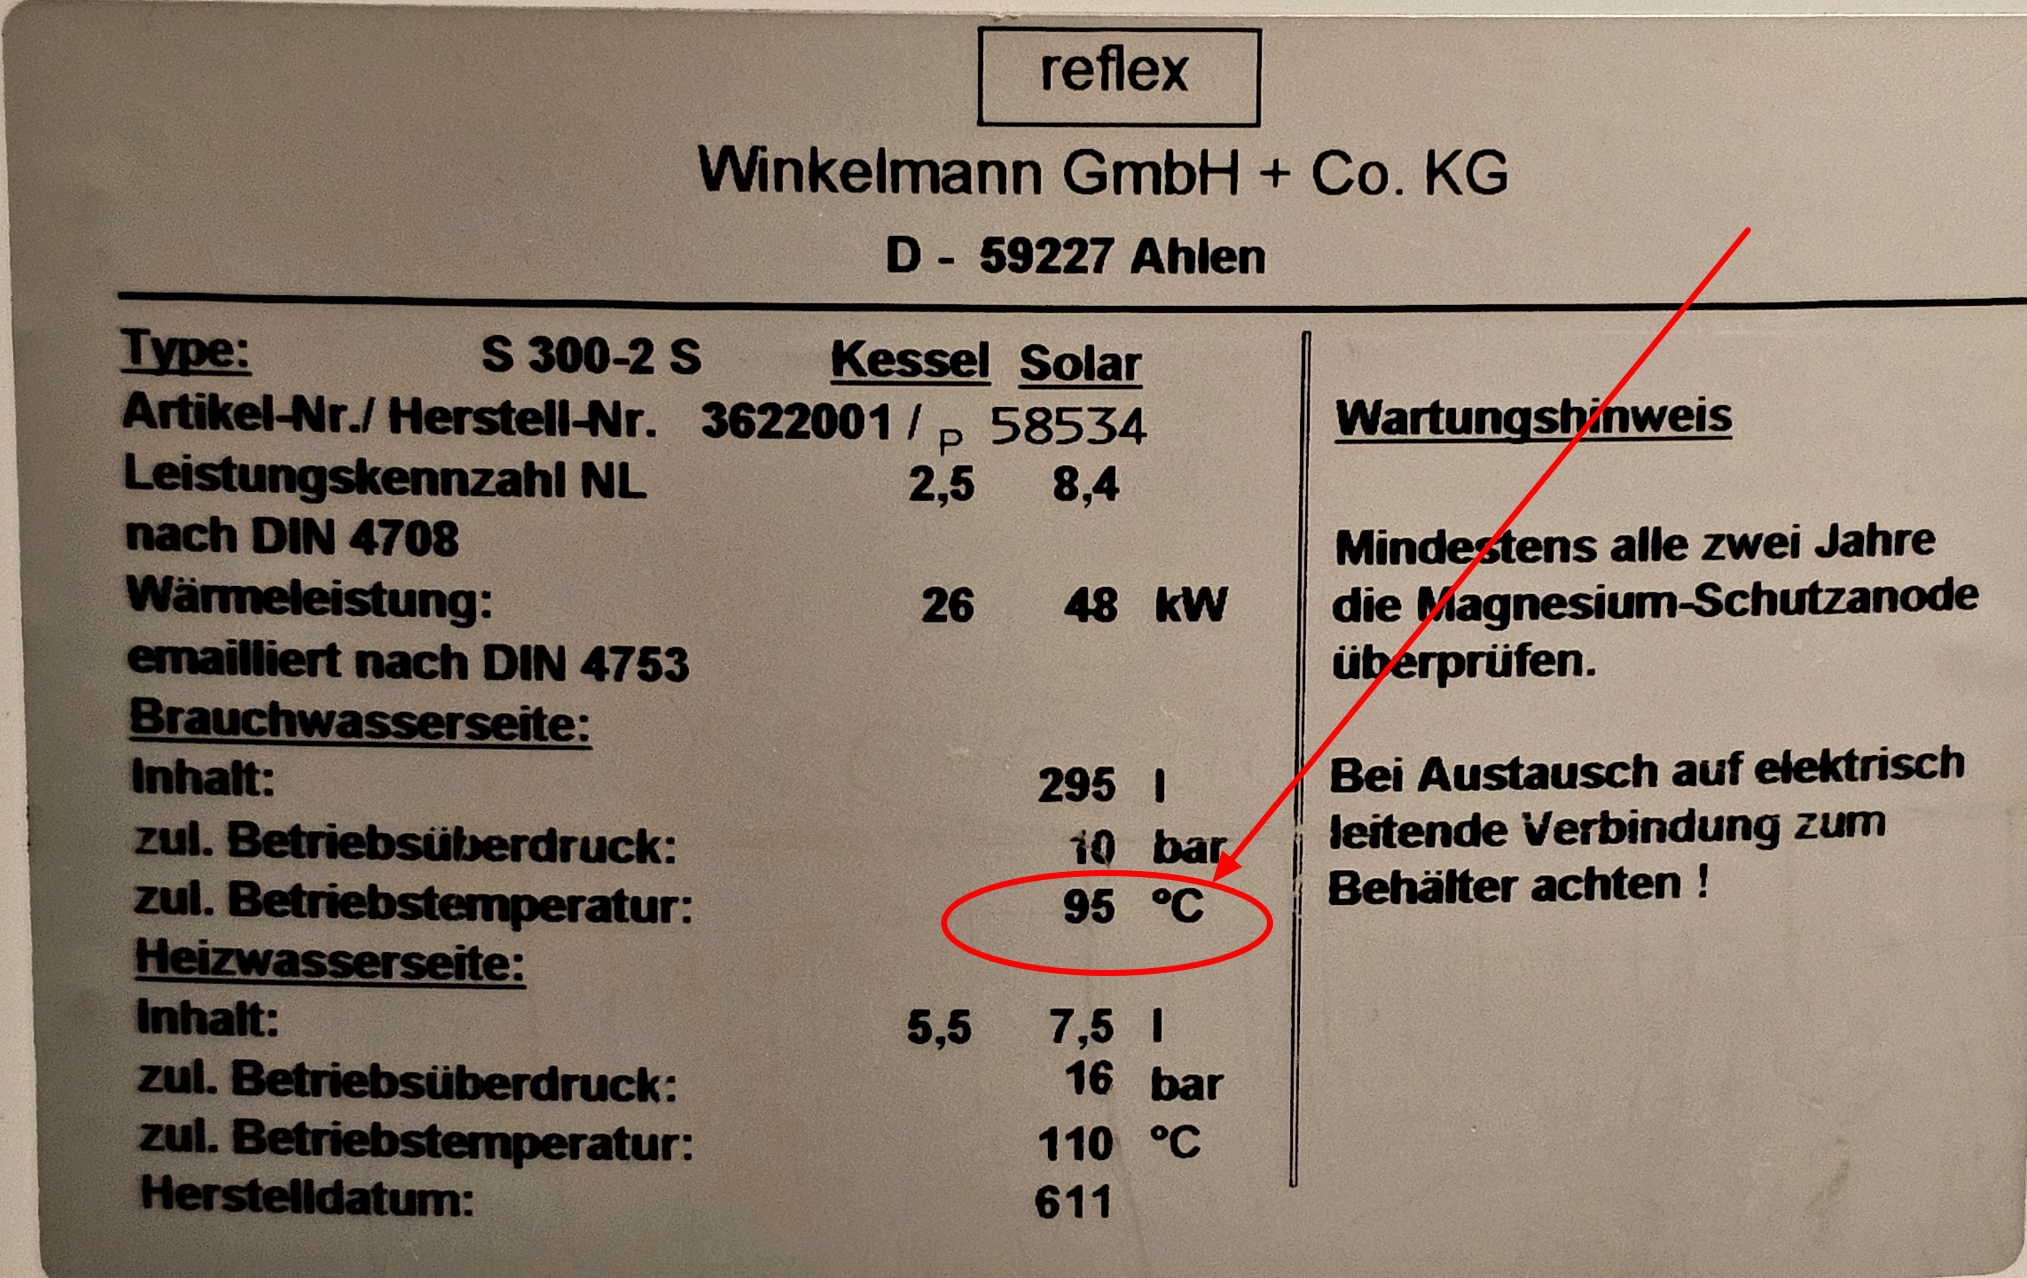 reflex
Winkelmann GmbH + Co. KG
D - 59227 Ahlen
Type: S 300-2 S Kessel Solar
Artikel-Nr./ Herstell-Nr. 3622001 / P 58534
Leistungskennzahl NL 2,5 8,4
nach DIN 4708
Wärmeleistung: 26 48 kW
emailliert nach DIN 4753
Brauchwasserseite:
Inhalt: 295 l
zul. Betriebsüberdruck: 10 bar
zul. Betriebstemperatur: 95 °C
Heizwasserseite:
Inhalt: 5,5 7,5 l
zul. Betriebsüberdruck: 16 bar
zul. Betriebstemperatur: 110 °C
Herstelldatum: 611
Wartungshinweis
Mindestens alle zwei Jahre
die Magnesium-Schutzanode
überprüfen.
Bei Austausch auf elektrisch
leitende Verbindung zum
Behälter achten !